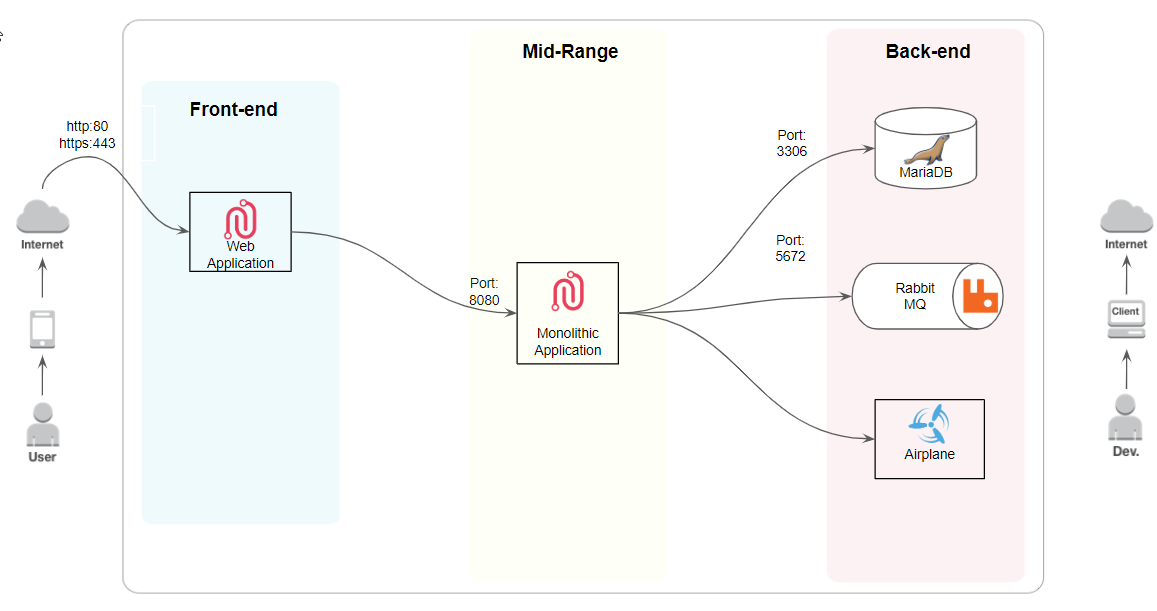 Mid-Range
Back-end
Front-end
http:80
https:443
Port:
3306
MariaDB
Internet
Web
Application
Port:
5672
Internet
Port:
8080
Rabbit
MQ
Client
Monolithic
Application
User
Airplane
Dev.